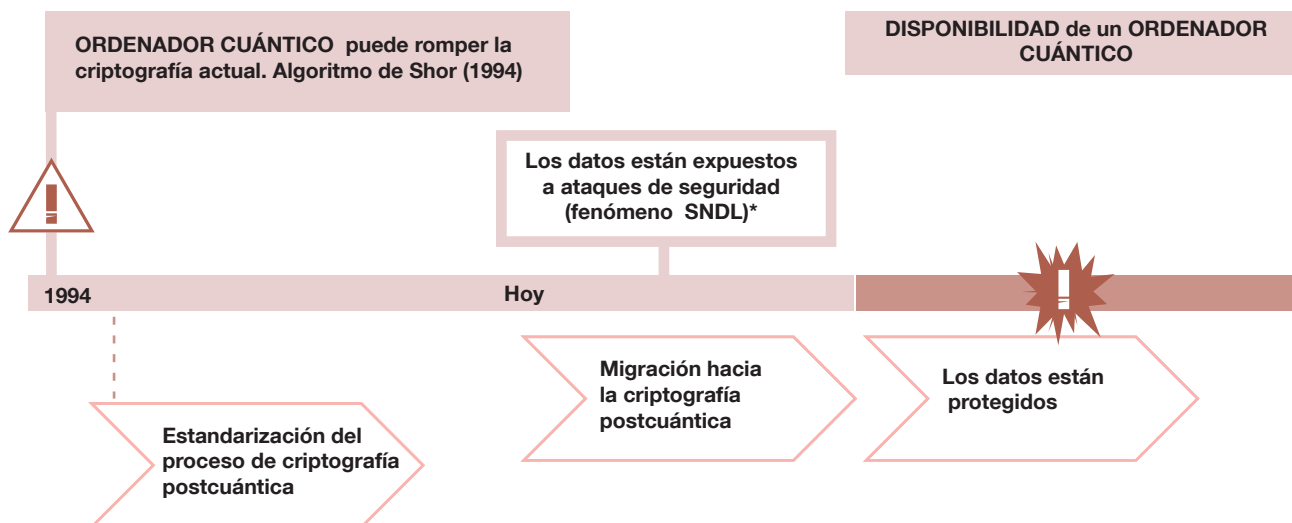 ORDENADOR CUÁNTICO puede romper la
criptografía actual. Algoritmo de Shor (1994)
DISPONIBILIDAD de un ORDENADOR
CUÁNTICO
Los datos están expuestos
a ataques de seguridad
(fenómeno SNDL)*
!
1994
Hoy
!
Migración hacia
la criptografía
postcuántica
Los datos están
protegidos
Estandarización del
proceso de criptografía
postcuántica